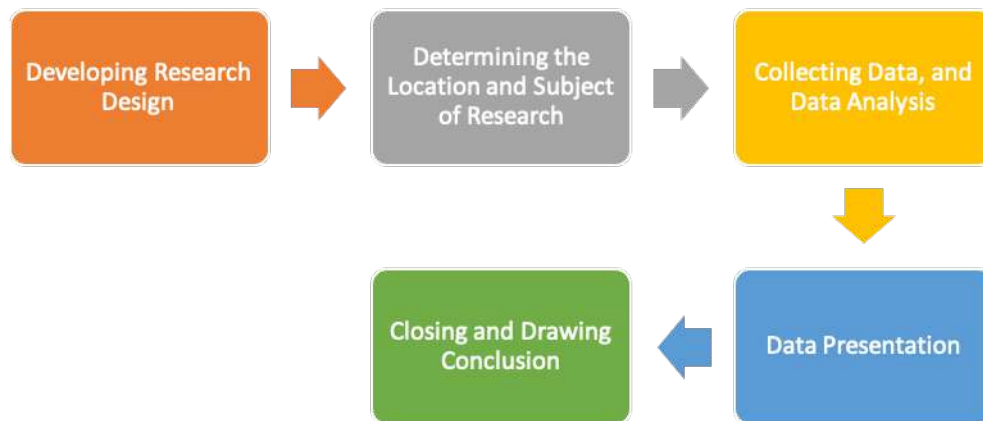 Developing Research
Design
Determining the
Location and Subject
of Research
Collecting Data, and
Data Analysis
Data Presentation
Closing and Drawing
Conclusion